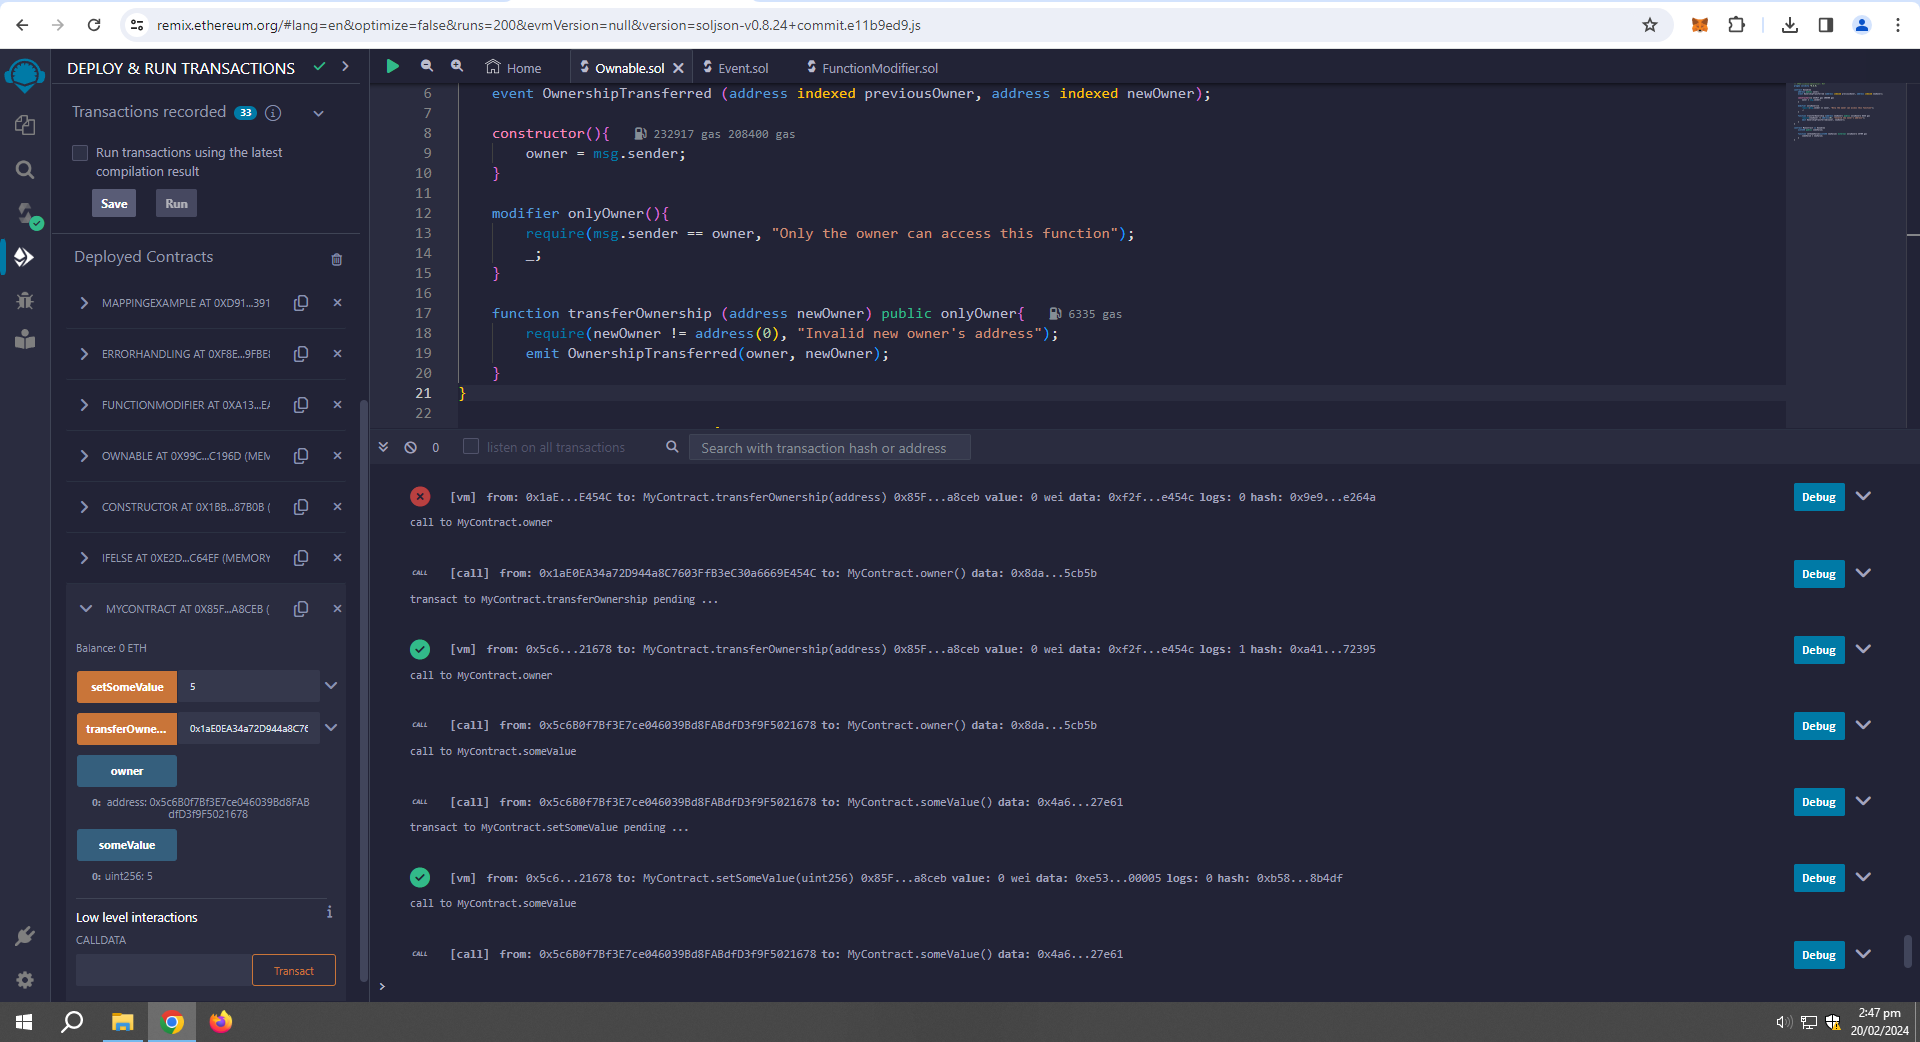 remix.ethereum.org/#lang=en&optimize=false&runs=200&evmVersion=null&version=soljson-v0.8.24+commit.e11b9ed9.js
DEPLOY & RUN TRANSACTIONS
Transactions recorded 33
Run transactions using the latest
compilation result
Save Run
Deployed Contracts
MAPPINGEXAMPLE AT 0XD91...391
ERRORHANDLING AT 0XF8E...9FBE
FUNCTIONMODIFIER AT 0XA13...EA
OWNABLE AT 0X99C...C196D (MEM
CONSTRUCTOR AT 0X1BB...87B0B (
IFELSE AT 0XE2D...C64EF (MEMORY
MYCONTRACT AT 0X85F...A8CEB (
Balance: 0 ETH
setSomeValue 5
transferOwne... 0x1aE0EA34a72D944a8C76
owner
0: address: 0x5c6B0f7Bf3E7ce046039Bd8FAB
dfD3f9F5021678
someValue
0: uint256: 5
Low level interactions
CALLDATA
Transact
Home Ownable.sol Event.sol FunctionModifier.sol
6 event OwnershipTransferred (address indexed previousOwner, address indexed newOwner);
7
8 constructor(){ 232917 gas 208400 gas
9 owner = msg.sender;
10 }
11
12 modifier onlyOwner(){
13 require(msg.sender == owner, "Only the owner can access this function");
14 _;
15 }
16
17 function transferOwnership (address newOwner) public onlyOwner{ 6335 gas
18 require(newOwner != address(0), "Invalid new owner's address");
19 emit OwnershipTransferred(owner, newOwner);
20 }
21 }
22
0 listen on all transactions Search with transaction hash or address
[vm] from: 0x1aE...E454C to: MyContract.transferOwnership(address) 0x85F...a8ceb value: 0 wei data: 0xf2f...e454c logs: 0 hash: 0x9e9...e264a Debug
call to MyContract.owner
CALL [call] from: 0x1aE0EA34a72D944a8C7603FfB3eC30a6669E454C to: MyContract.owner() data: 0x8da...5cb5b Debug
transact to MyContract.transferOwnership pending ...
[vm] from: 0x5c6...21678 to: MyContract.transferOwnership(address) 0x85F...a8ceb value: 0 wei data: 0xf2f...e454c logs: 1 hash: 0xa41...72395 Debug
call to MyContract.owner
CALL [call] from: 0x5c6B0f7Bf3E7ce046039Bd8FABdfD3f9F5021678 to: MyContract.owner() data: 0x8da...5cb5b Debug
call to MyContract.someValue
CALL [call] from: 0x5c6B0f7Bf3E7ce046039Bd8FABdfD3f9F5021678 to: MyContract.someValue() data: 0x4a6...27e61 Debug
transact to MyContract.setSomeValue pending ...
[vm] from: 0x5c6...21678 to: MyContract.setSomeValue(uint256) 0x85F...a8ceb value: 0 wei data: 0xe53...00005 logs: 0 hash: 0xb58...8b4df Debug
call to MyContract.someValue
CALL [call] from: 0x5c6B0f7Bf3E7ce046039Bd8FABdfD3f9F5021678 to: MyContract.someValue() data: 0x4a6...27e61 Debug
>
2:47 pm
20/02/2024